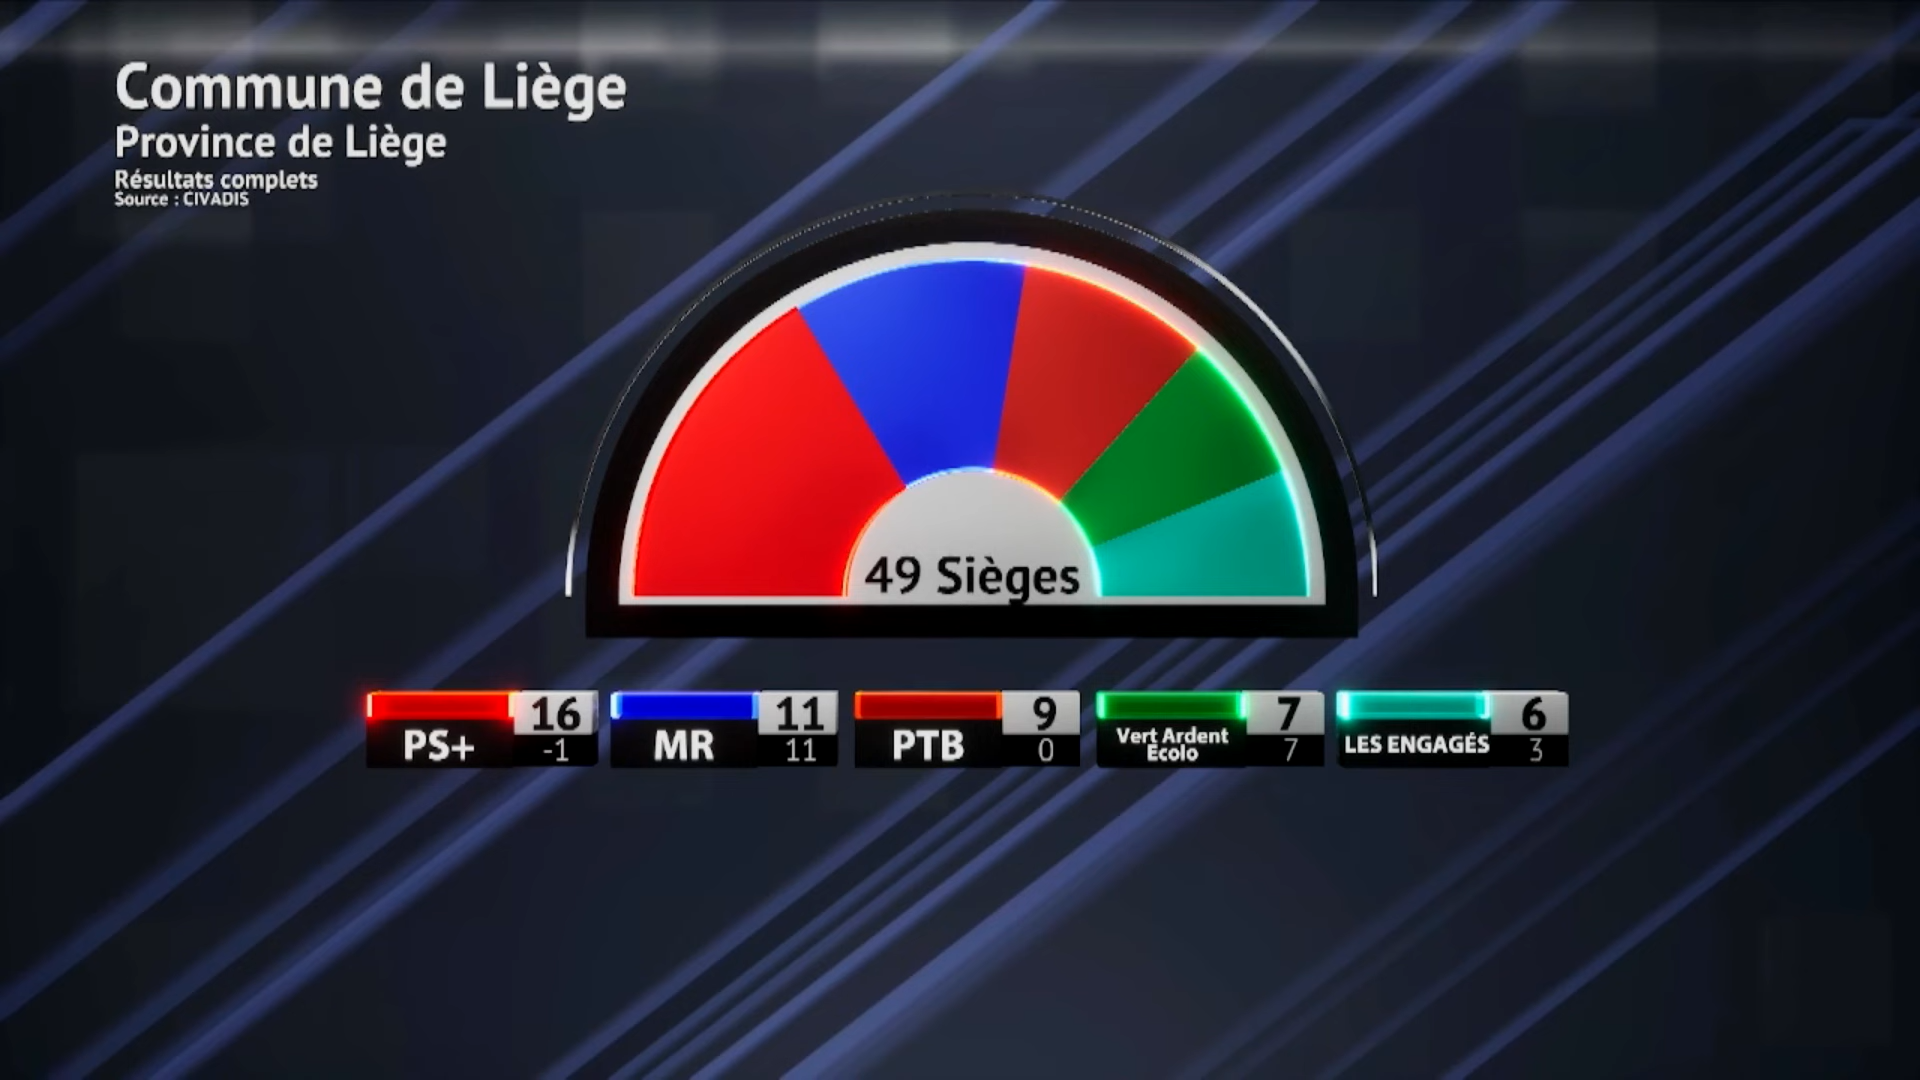 Commune de Liège
Province de Liège
Résultats complets
Source : CIVADIS
49 Sièges
PS+ 16 -1
MR 11 11
PTB 9 0
Vert Ardent
Ecolo 7 7
LES ENGAGÉS 6 3